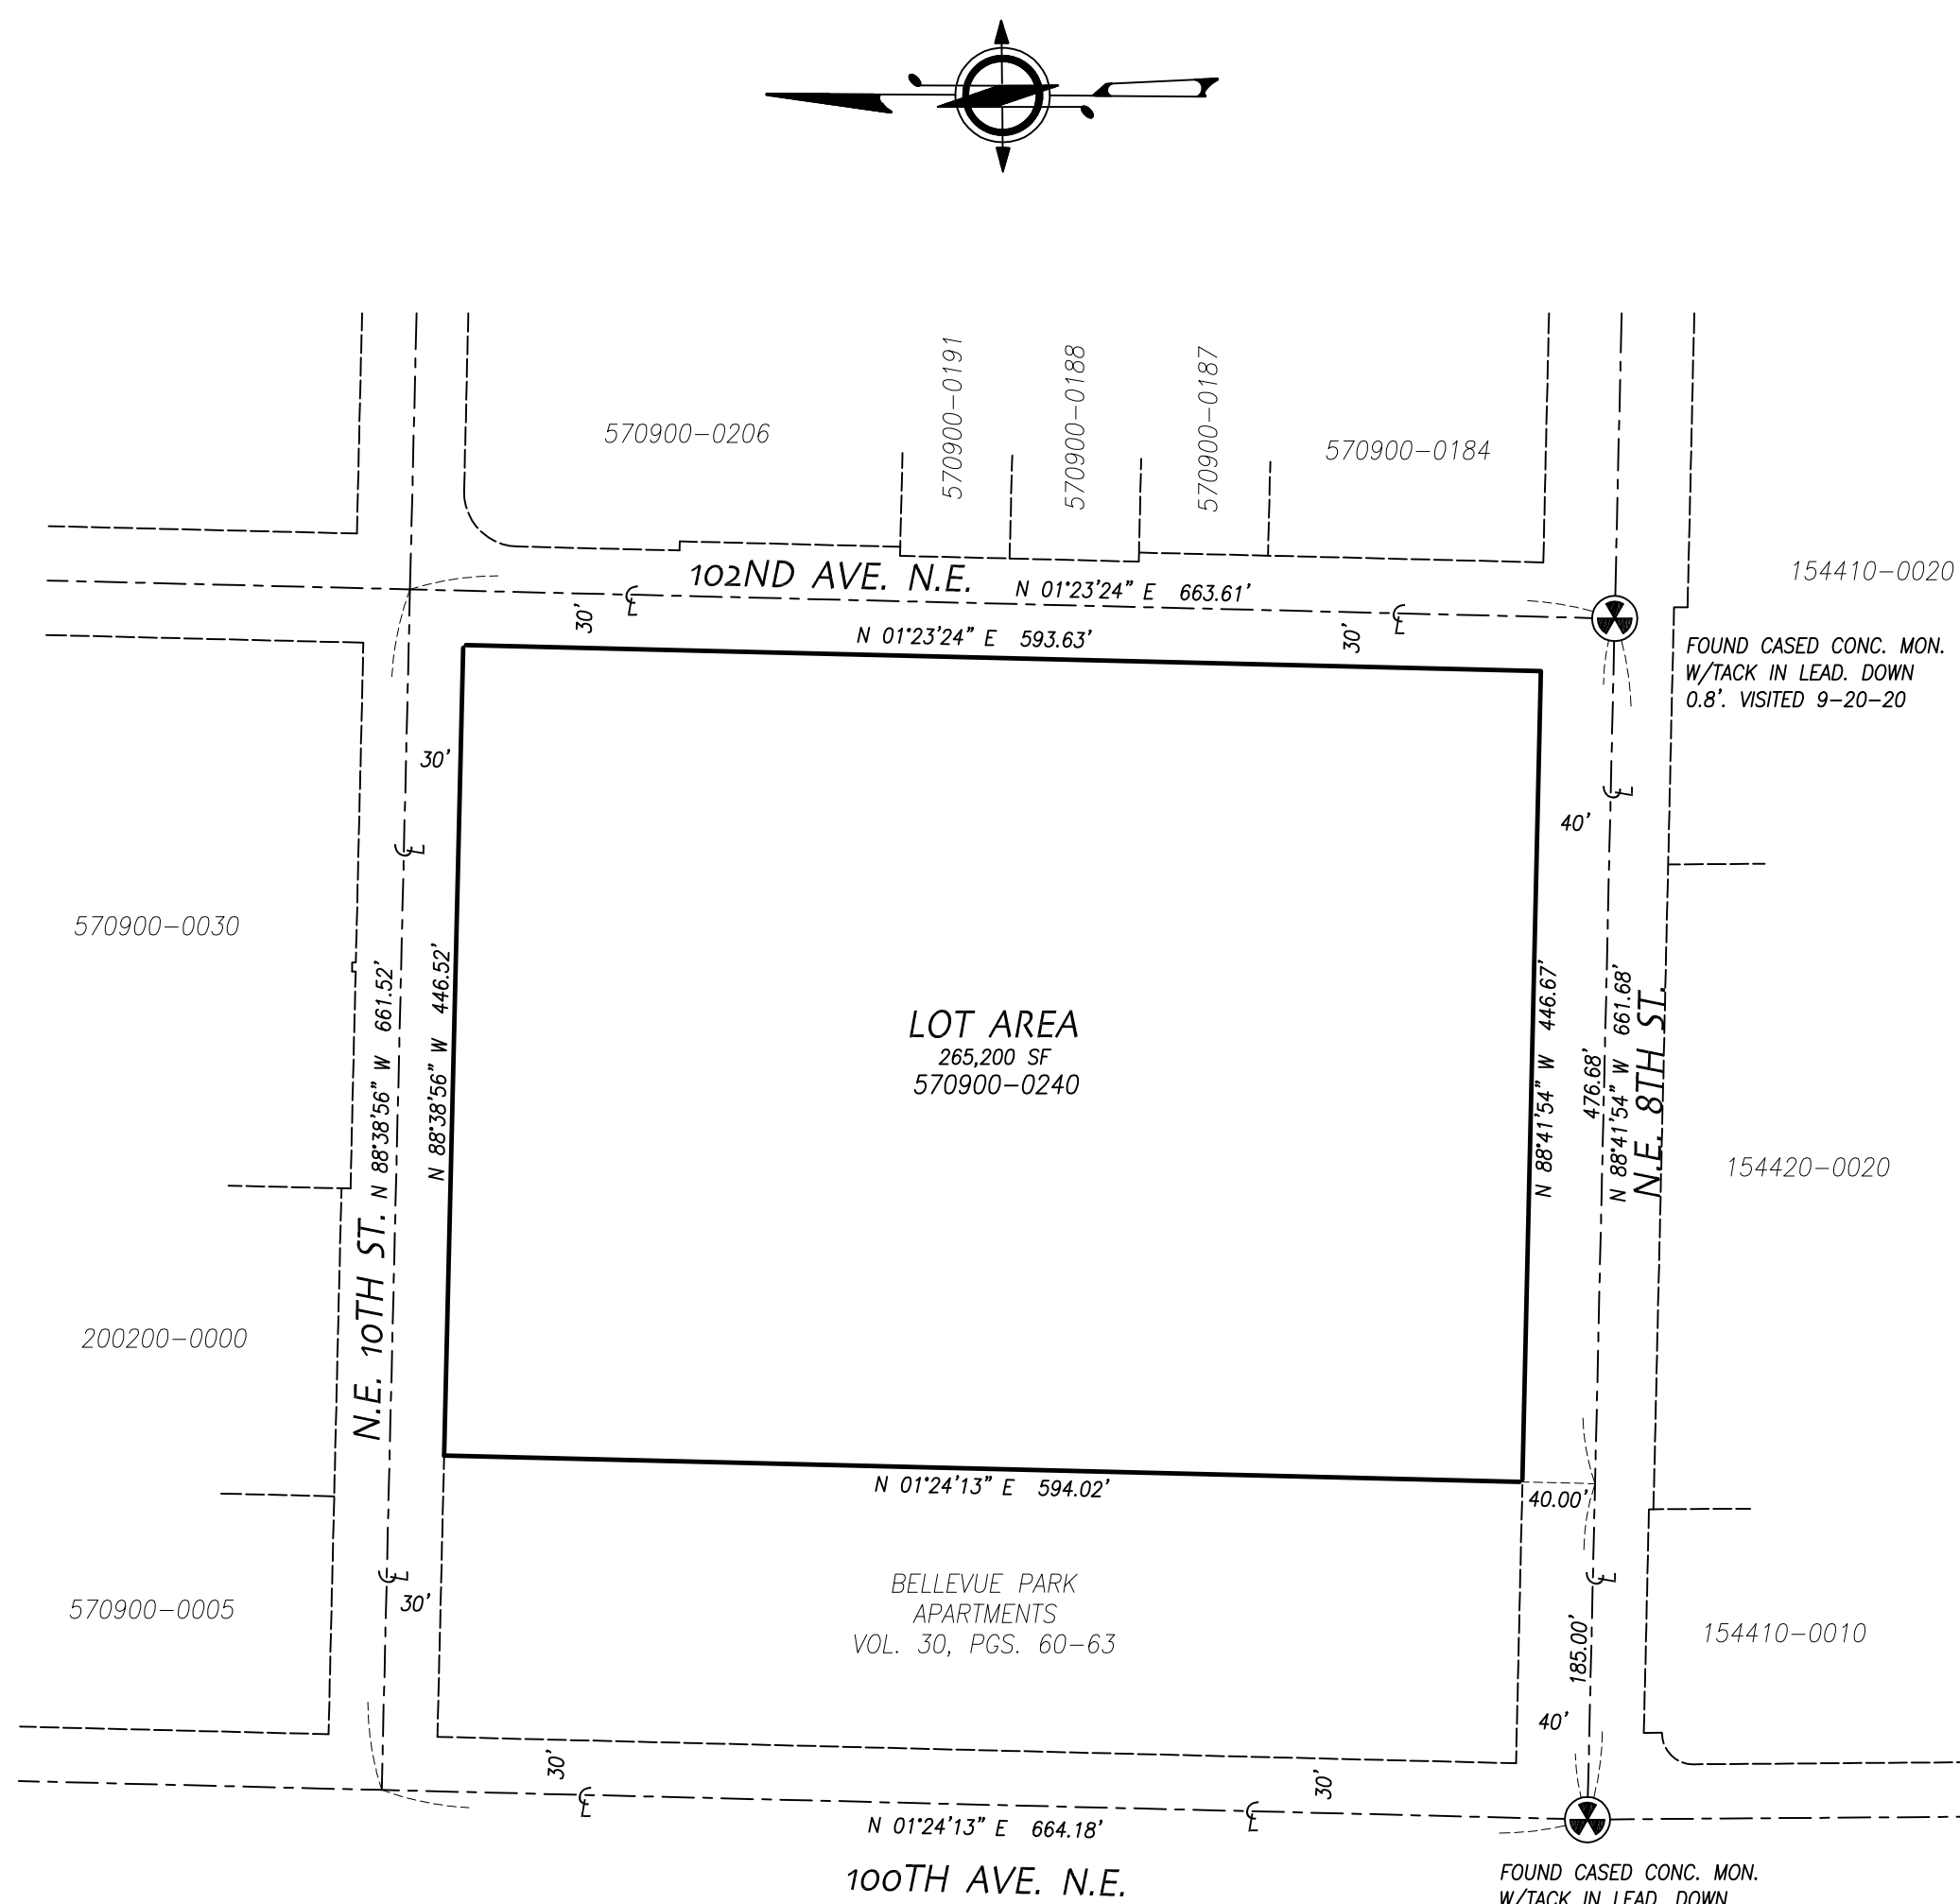 570900-0191
570900-0188
570900-0187
570900-0206
570900-0184
154410-0020
102ND AVE. N.E.
N 01°23'24" E 663.61'
30'
30'
N 01°23'24" E 593.63'
FOUND CASED CONC. MON.
W/TACK IN LEAD. DOWN
0.8'. VISITED 9-20-20
30'
40'
570900-0030
N 88°38'56" W 661.52'
N 88°38'56" W 446.52'
LOT AREA
265,200 SF
570900-0240
N 88°41'54" W 446.67'
476.68'
N 88°41'54" W 661.68'
N.E. 8TH ST.
154420-0020
N.E. 10TH ST.
200200-0000
N 01°24'13" E 594.02'
40.00'
570900-0005
30'
BELLEVUE PARK
APARTMENTS
VOL. 30, PGS. 60-63
185.00'
154410-0010
40'
30'
30'
N 01°24'13" E 664.18'
100TH AVE. N.E.
FOUND CASED CONC. MON.
W/TACK IN LEAD. DOWN